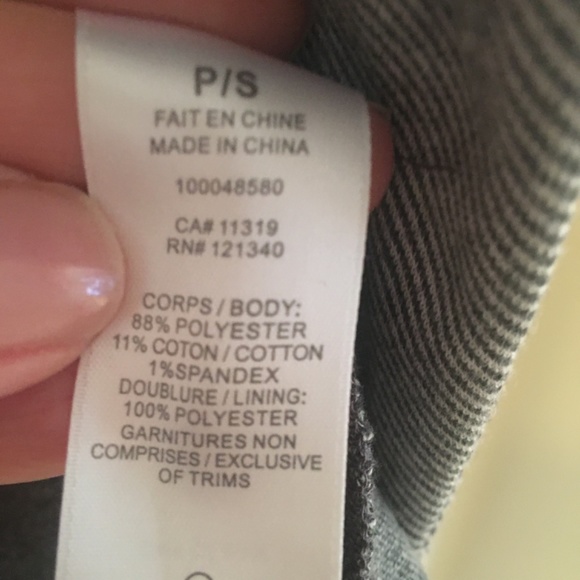 P/S
FAIT EN CHINE
MADE IN CHINA
100048580
CA# 11319
RN# 121340
CORPS / BODY:
88% POLYESTER
11% COTON / COTTON
1%SPANDEX
DOUBLURE / LINING:
100% POLYESTER
GARNITURES NON
COMPRISES / EXCLUSIVE
OF TRIMS